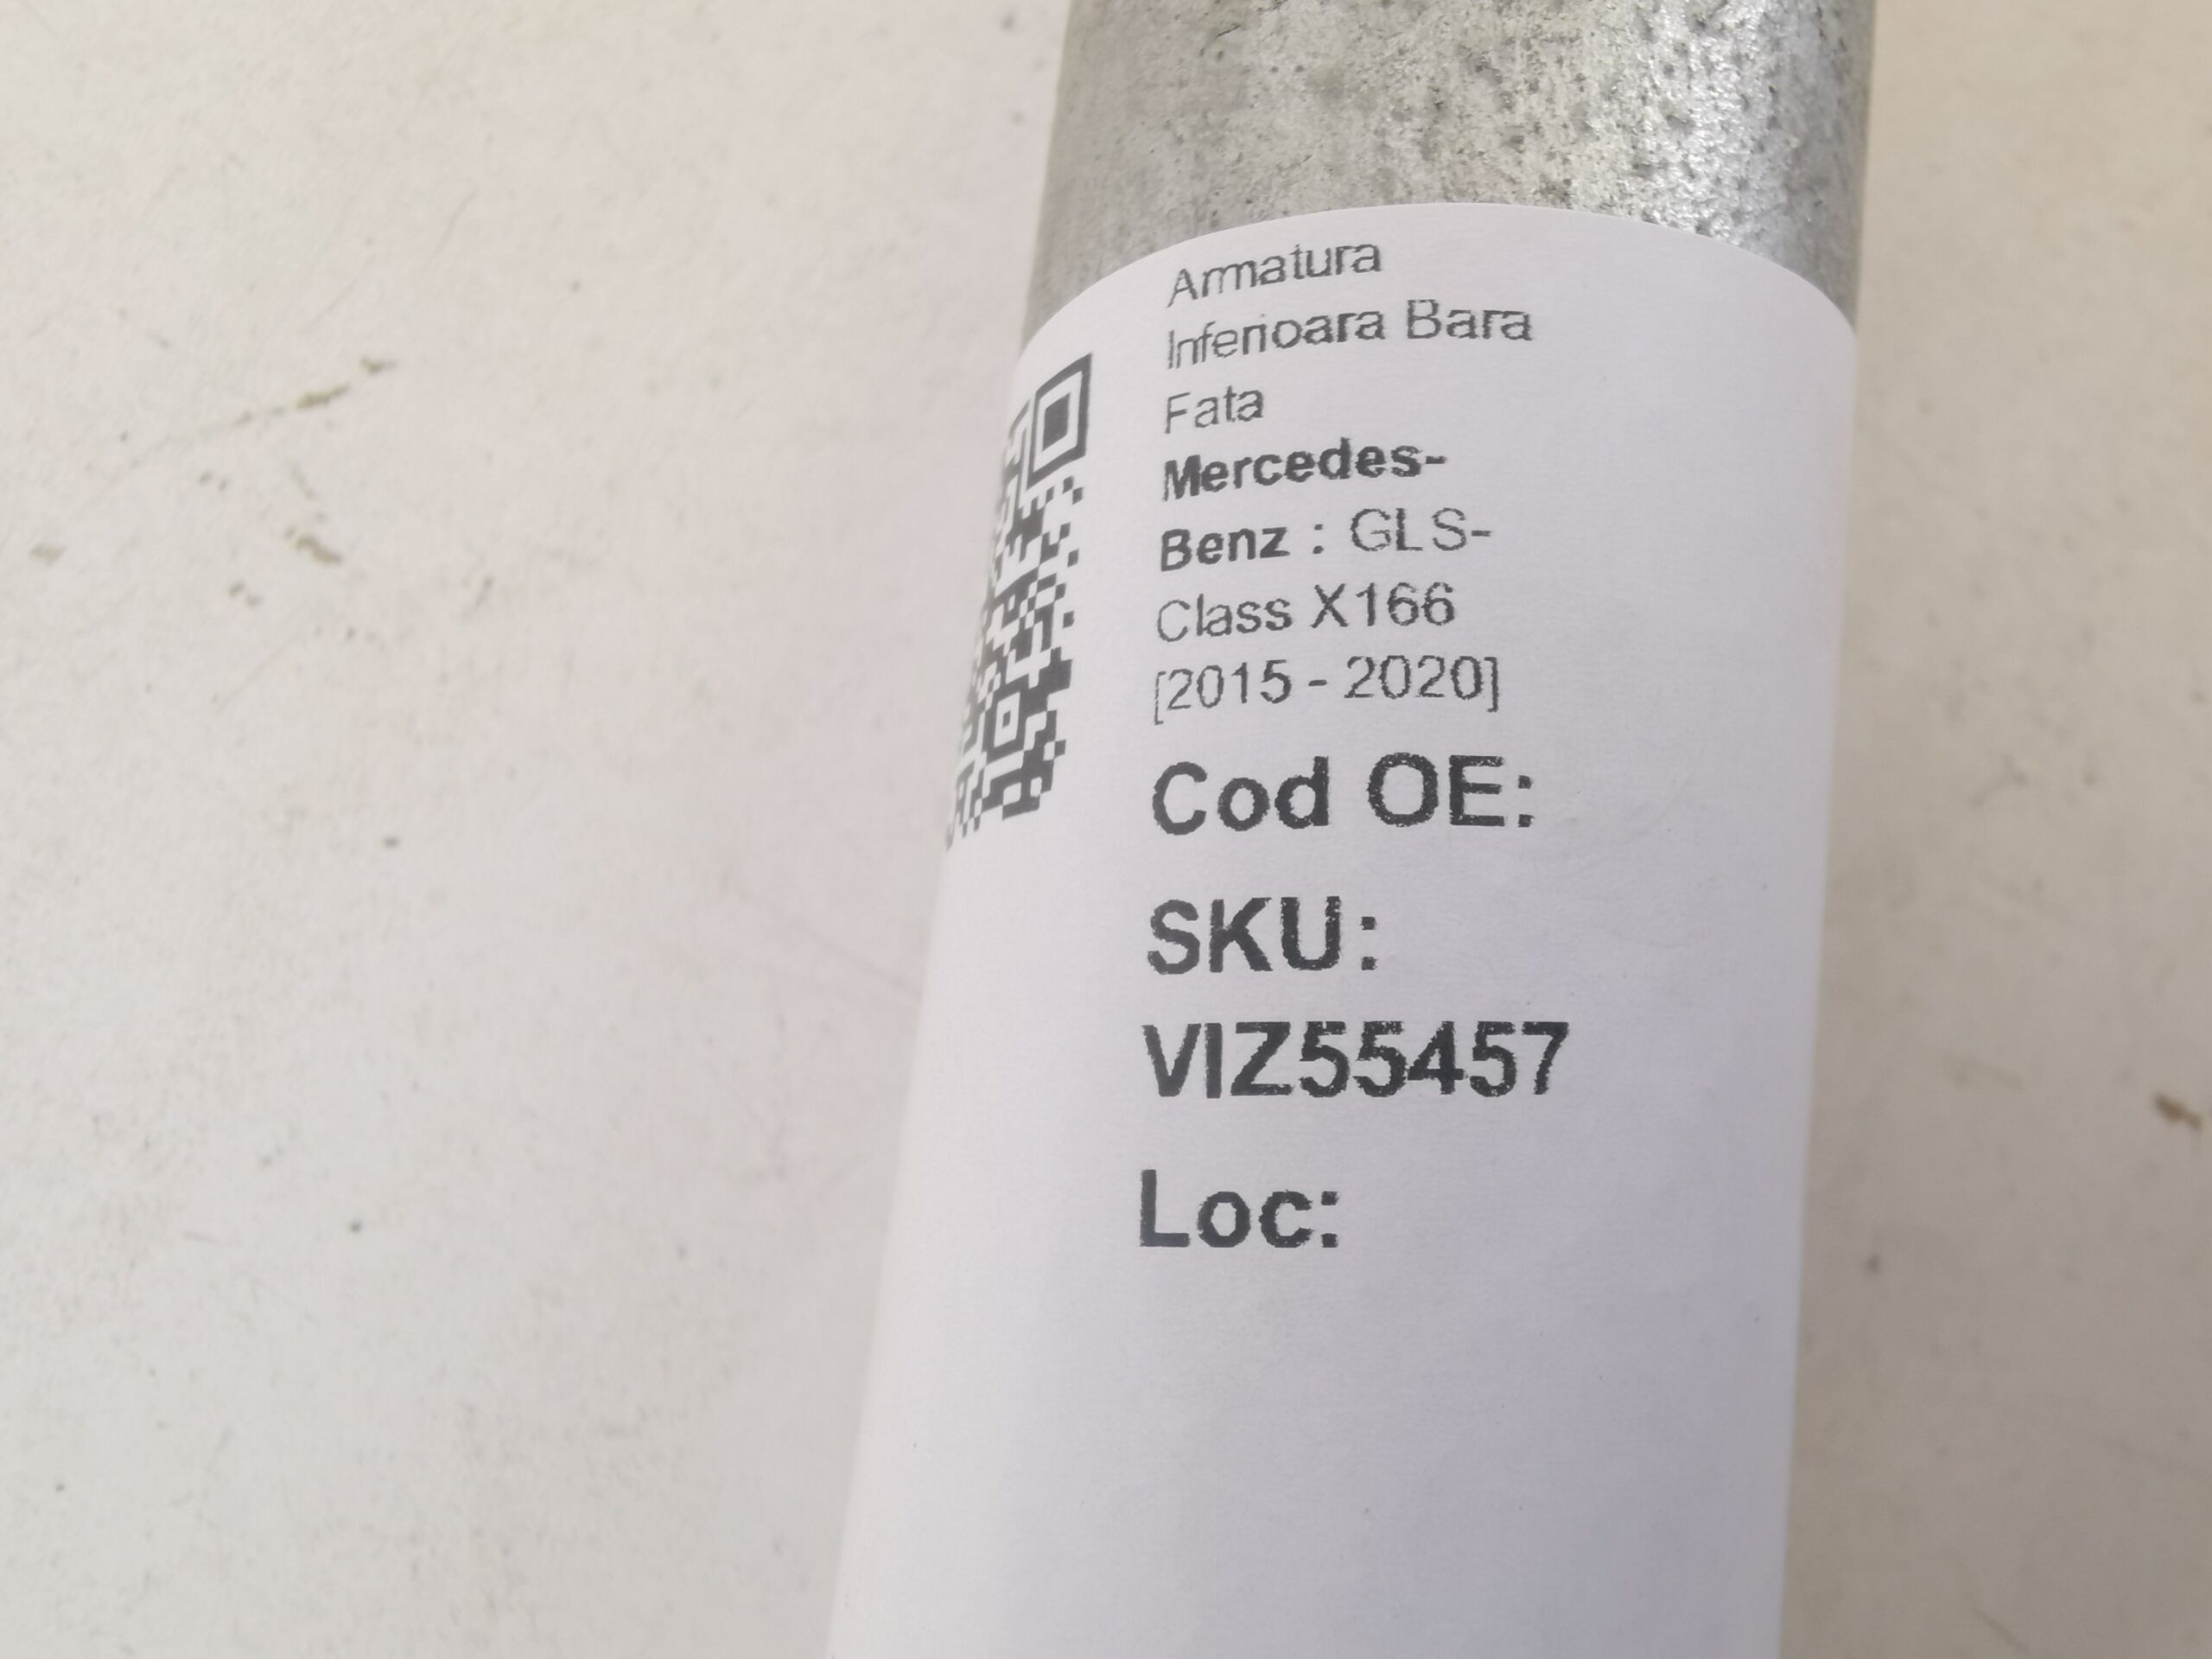 Armatura
Inferioara Bara
Fata
Mercedes-
Benz : GLS-
Class X166
[2015 - 2020]
Cod OE:
SKU:
VIZ55457
Loc: